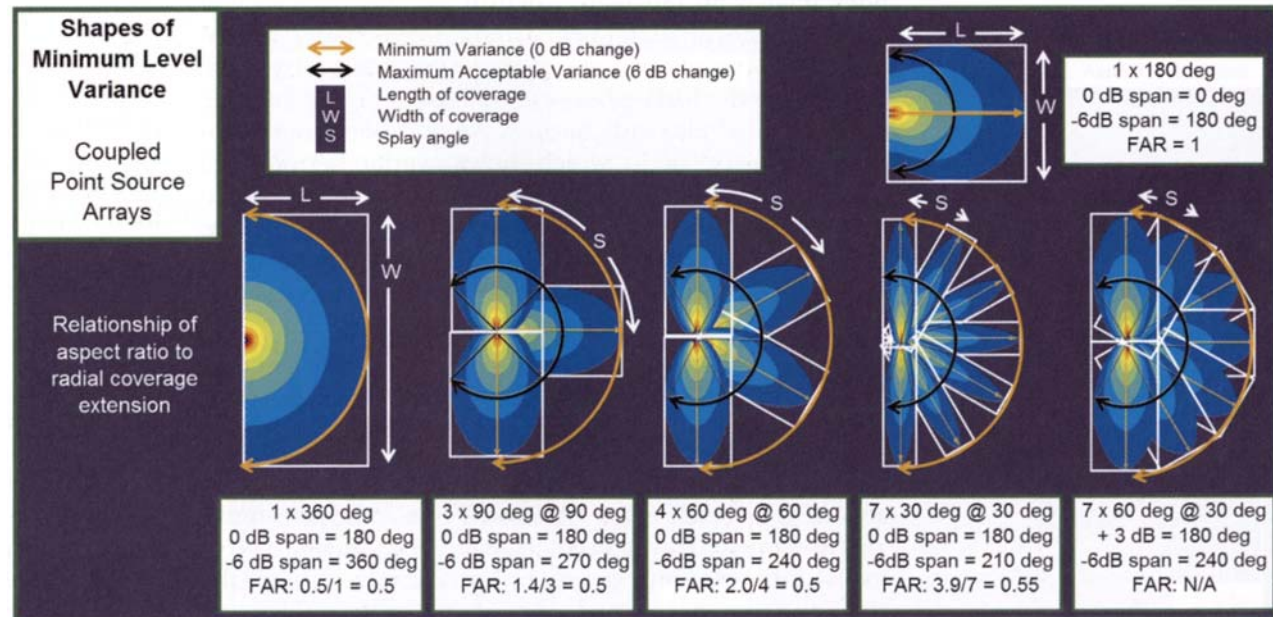 Shapes of
Minimum Level
Variance
Coupled
Point Source
Arrays
Relationship of
aspect ratio to
radial coverage
extension
Minimum Variance (0 dB change)
Maximum Acceptable Variance (6 dB change)
L Length of coverage
W Width of coverage
S Splay angle
L
W
1 x 180 deg
0 dB span = 0 deg
-6dB span = 180 deg
FAR = 1
L
W
S
S
S
S
1 x 360 deg
0 dB span = 180 deg
-6 dB span = 360 deg
FAR: 0.5/1 = 0.5
3 x 90 deg @ 90 deg
0 dB span = 180 deg
-6 dB span = 270 deg
FAR: 1.4/3 = 0.5
4 x 60 deg @ 60 deg
0 dB span = 180 deg
-6dB span = 240 deg
FAR: 2.0/4 = 0.5
7 x 30 deg @ 30 deg
0 dB span = 180 deg
-6dB span = 210 deg
FAR: 3.9/7 = 0.55
7 x 60 deg @ 30 deg
+ 3 dB = 180 deg
-6dB span = 240 deg
FAR: N/A